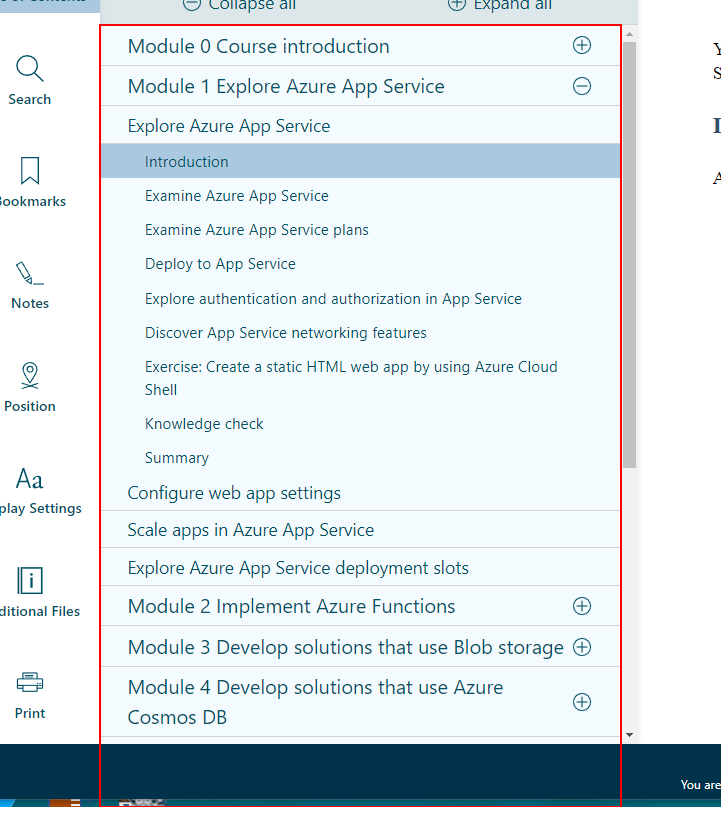 of Contents
Collapse all
Expand all
Search
Bookmarks
Notes
Position
Aa
play Settings
ditional Files
Print
Module 0 Course introduction
Module 1 Explore Azure App Service
Explore Azure App Service
Introduction
Examine Azure App Service
Examine Azure App Service plans
Deploy to App Service
Explore authentication and authorization in App Service
Discover App Service networking features
Exercise: Create a static HTML web app by using Azure Cloud
Shell
Knowledge check
Summary
Configure web app settings
Scale apps in Azure App Service
Explore Azure App Service deployment slots
Module 2 Implement Azure Functions
Module 3 Develop solutions that use Blob storage
Module 4 Develop solutions that use Azure
Cosmos DB
You are